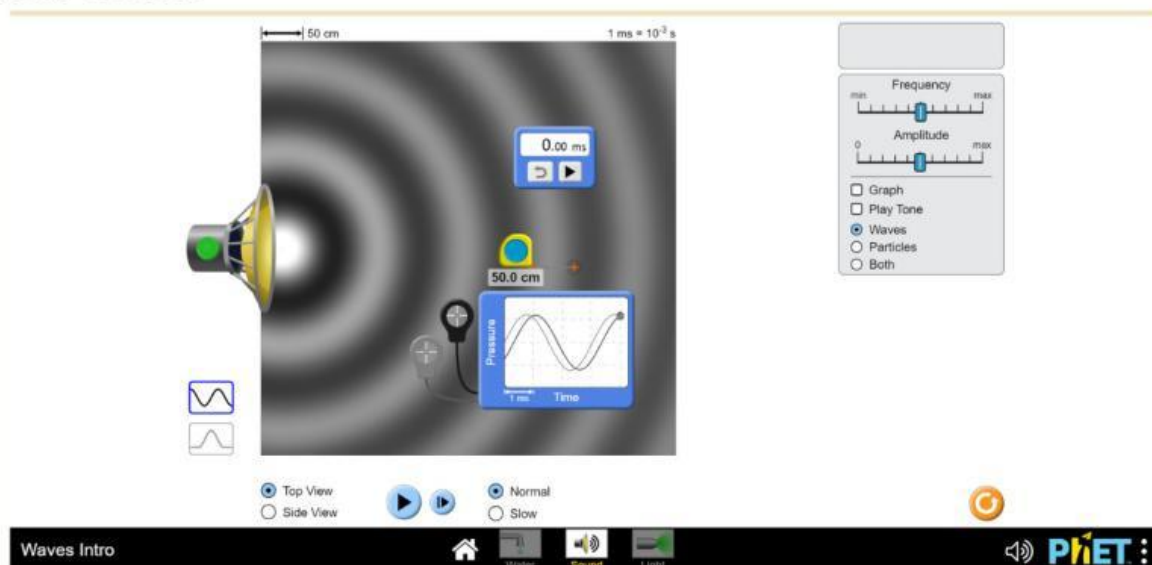 50 cm
1 ms = 10⁻³ s
Frequency
min max
Amplitude
0 max
0.00 ms
Graph
Play Tone
Waves
Particles
Both
50.0 cm
Pressure
1 ms
Time
Top View
Side View
Normal
Slow
Waves Intro
Sound
PhET